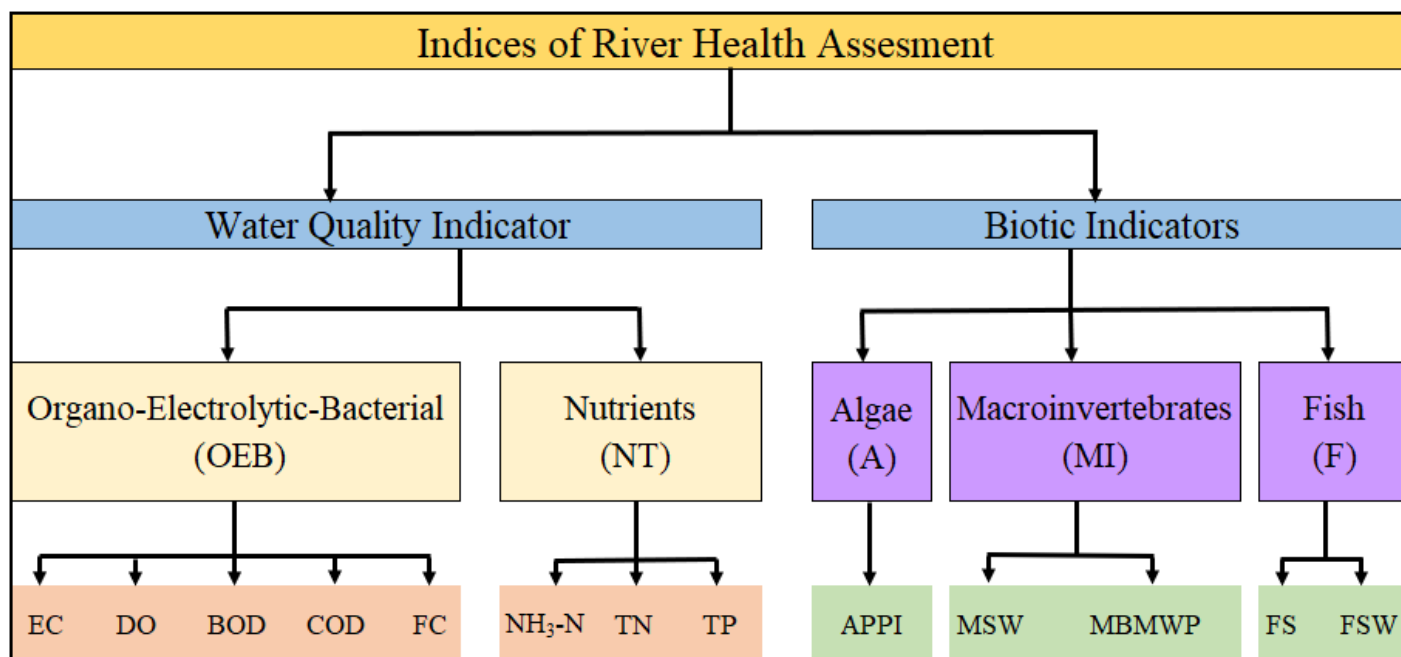 Indices of River Health Assesment
Water Quality Indicator
Biotic Indicators
Organo-Electrolytic-Bacterial
(OEB)
Nutrients
(NT)
Algae
(A)
Macroinvertebrates
(MI)
Fish
(F)
EC DO BOD COD FC
NH₃-N TN TP
APPI
MSW MBMWP
FS FSW